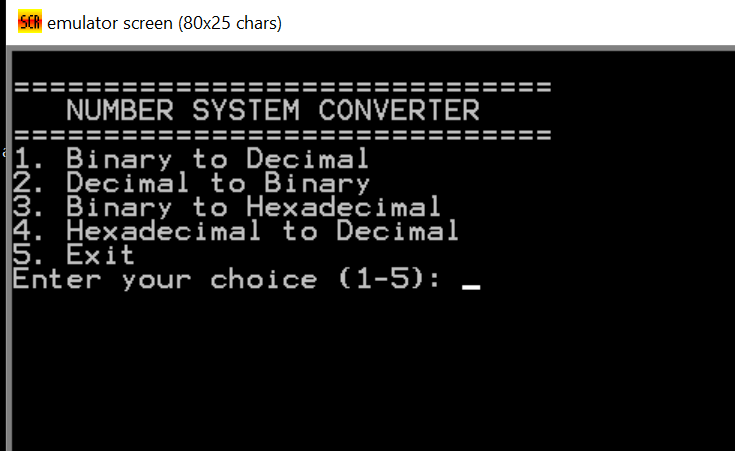 SCR emulator screen (80x25 chars)
===============================
NUMBER SYSTEM CONVERTER
===============================
1. Binary to Decimal
2. Decimal to Binary
3. Binary to Hexadecimal
4. Hexadecimal to Decimal
5. Exit
Enter your choice (1-5): _